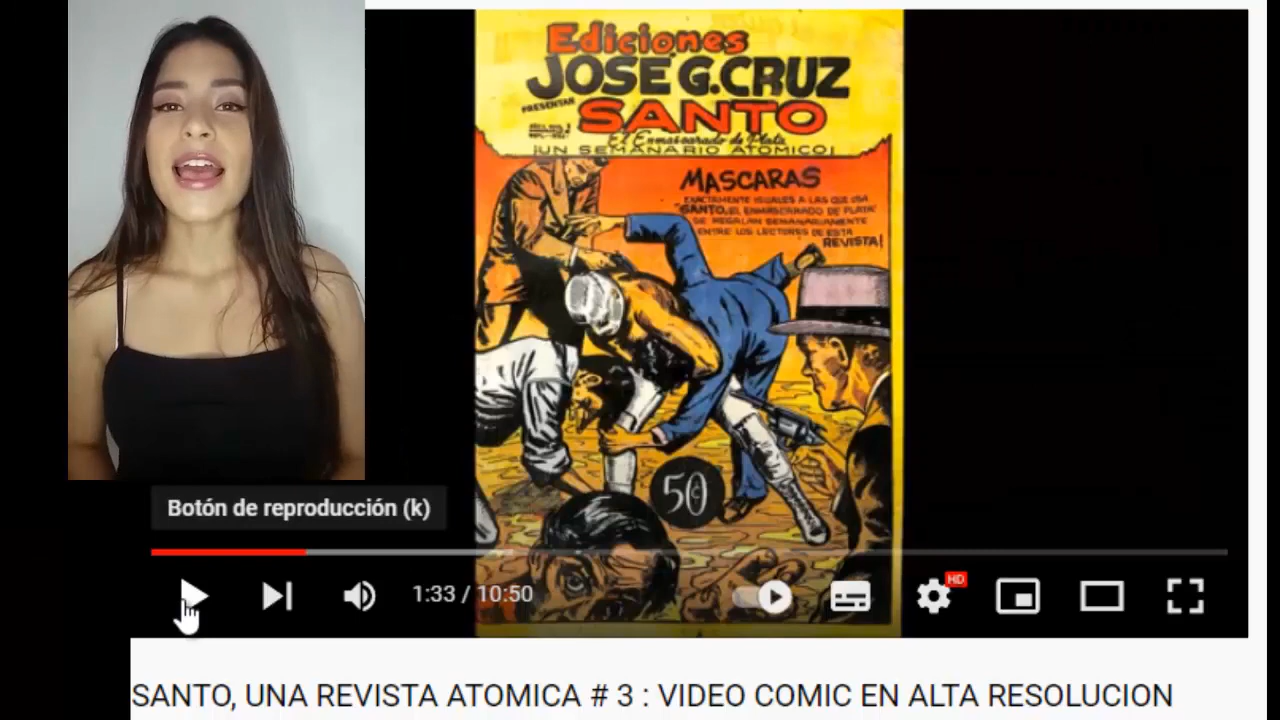 Ediciones
JOSE G. CRUZ
PRESENTAN
SANTO
El Enmascarado de Plata
¡UN SEMANARIO ATOMICO!
MASCARAS
EXACTAMENTE IGUALES A LAS QUE USA
"SANTO, EL ENMASCARADO DE PLATA"
SE REGALAN SEMANARIAMENTE
ENTRE LOS LECTORES DE ESTA
REVISTA!
50¢
Botón de reproducción (k)
1:33 / 10:50
HD
SANTO, UNA REVISTA ATOMICA # 3 : VIDEO COMIC EN ALTA RESOLUCION